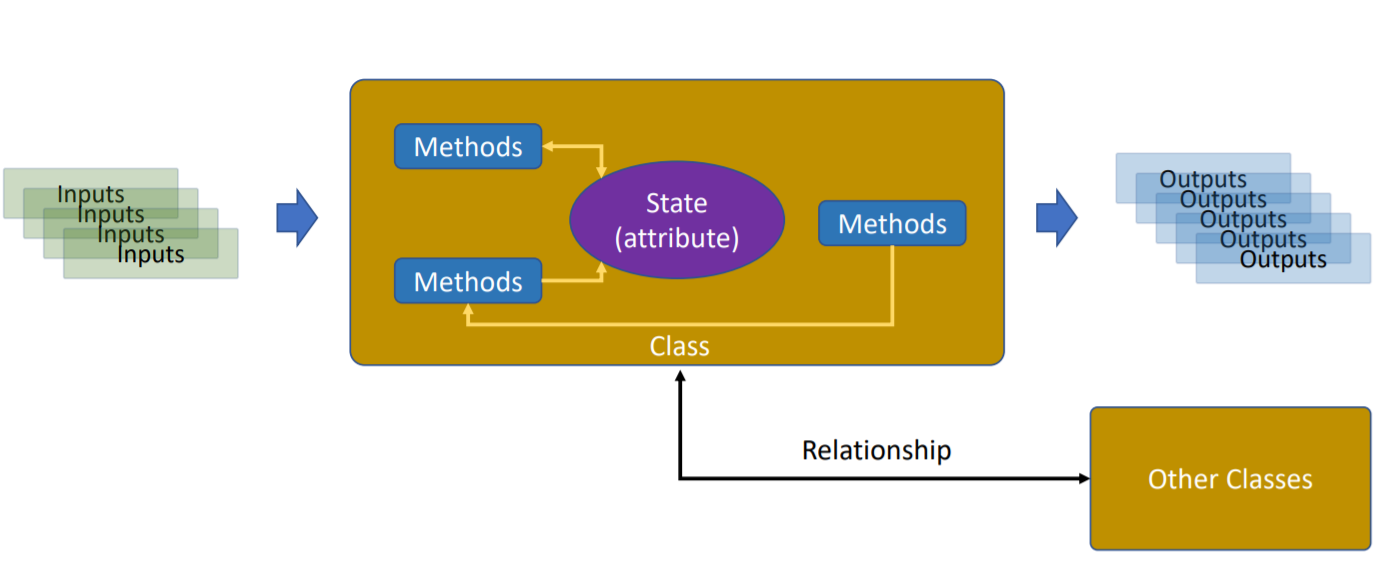 Inputs
Inputs
Inputs
Inputs
Methods
Methods
State
(attribute)
Methods
Class
Outputs
Outputs
Outputs
Outputs
Outputs
Relationship
Other Classes